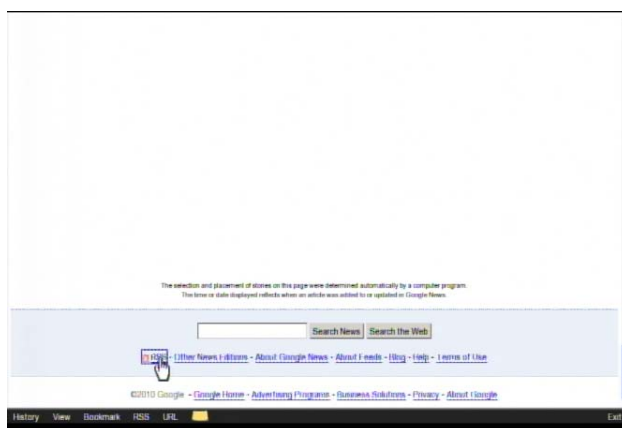 The selection and placement of stories on this page were determined automatically by a computer program.
The time or date displayed reflects when an article was added to or updated in Google News.
Search News Search the Web
RSS - Other News Editions - About Google News - About Feeds - Blog - Help - Terms of Use
©2010 Google - Google Home - Advertising Programs - Business Solutions - Privacy - About Google
History View Bookmark RSS URL Exit